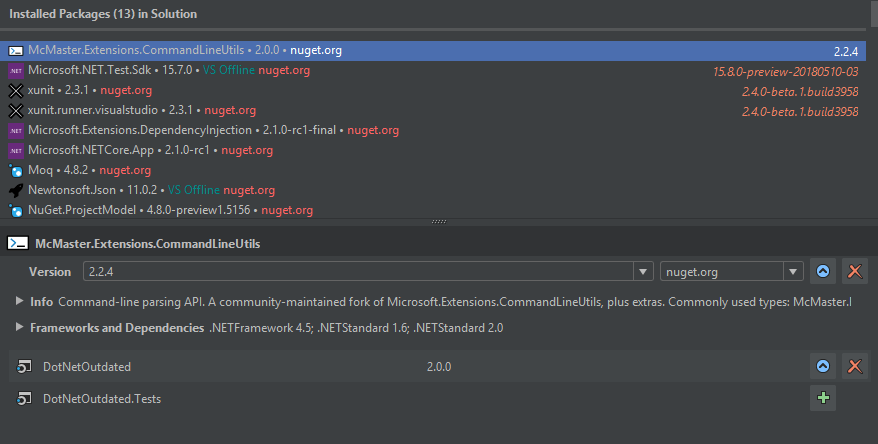 Installed Packages (13) in Solution
McMaster.Extensions.CommandLineUtils • 2.0.0 • nuget.org 2.2.4
.NET Microsoft.NET.Test.Sdk • 15.7.0 • VS Offline nuget.org 15.8.0-preview-20180510-03
xunit • 2.3.1 • nuget.org 2.4.0-beta.1.build3958
xunit.runner.visualstudio • 2.3.1 • nuget.org 2.4.0-beta.1.build3958
.NET Microsoft.Extensions.DependencyInjection • 2.1.0-rc1-final • nuget.org
.NET Microsoft.NETCore.App • 2.1.0-rc1 • nuget.org
Moq • 4.8.2 • nuget.org
Newtonsoft.Json • 11.0.2 • VS Offline nuget.org
NuGet.ProjectModel • 4.8.0-preview1.5156 • nuget.org
McMaster.Extensions.CommandLineUtils
Version 2.2.4 nuget.org
Info Command-line parsing API. A community-maintained fork of Microsoft.Extensions.CommandLineUtils, plus extras. Commonly used types: McMaster.
Frameworks and Dependencies .NETFramework 4.5; .NETStandard 1.6; .NETStandard 2.0
DotNetOutdated 2.0.0
DotNetOutdated.Tests